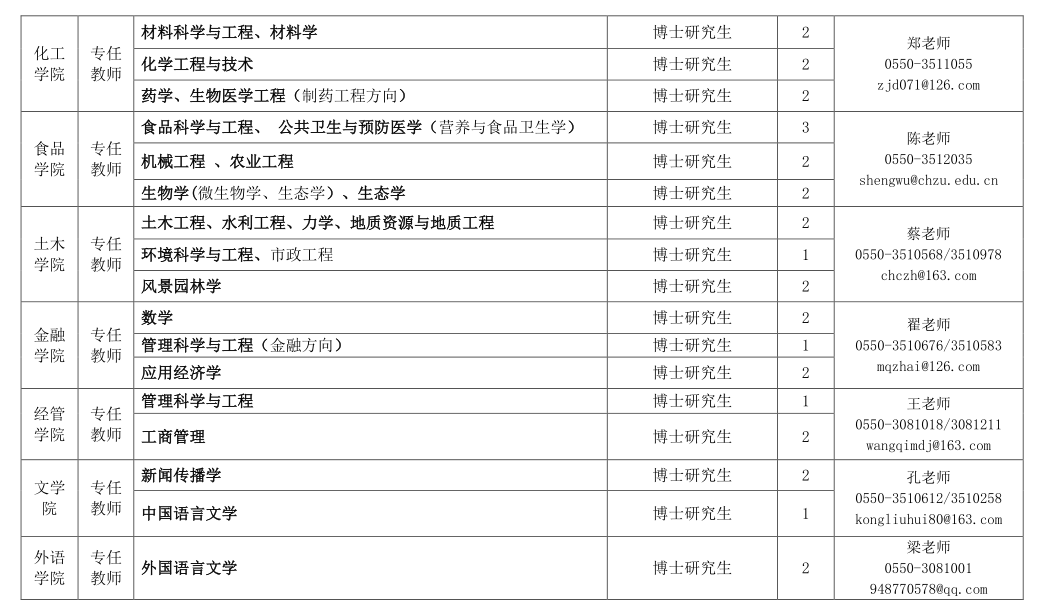 化工学院 专任教师 材料科学与工程、材料学 博士研究生 2 郑老师 0550-3511055 zjd071@126.com
化学工程与技术 博士研究生 2
药学、生物医学工程（制药工程方向） 博士研究生 2
食品学院 专任教师 食品科学与工程、 公共卫生与预防医学（营养与食品卫生学） 博士研究生 3 陈老师 0550-3512035 shengwu@chzu.edu.cn
机械工程 、农业工程 博士研究生 2
生物学(微生物学、生态学）、生态学 博士研究生 2
土木学院 专任教师 土木工程、水利工程、力学、地质资源与地质工程 博士研究生 2 蔡老师 0550-3510568/3510978 chczh@163.com
环境科学与工程、市政工程 博士研究生 1
风景园林学 博士研究生 2
金融学院 专任教师 数学 博士研究生 2 翟老师 0550-3510676/3510583 mqzhai@126.com
管理科学与工程（金融方向） 博士研究生 1
应用经济学 博士研究生 2
经管学院 专任教师 管理科学与工程 博士研究生 1 王老师 0550-3081018/3081211 wangqimdj@163.com
工商管理 博士研究生 2
文学院 专任教师 新闻传播学 博士研究生 2 孔老师 0550-3510612/3510258 kongliuhui80@163.com
中国语言文学 博士研究生 1
外语学院 专任教师 外国语言文学 博士研究生 2 梁老师 0550-3081001 948770578@qq.com